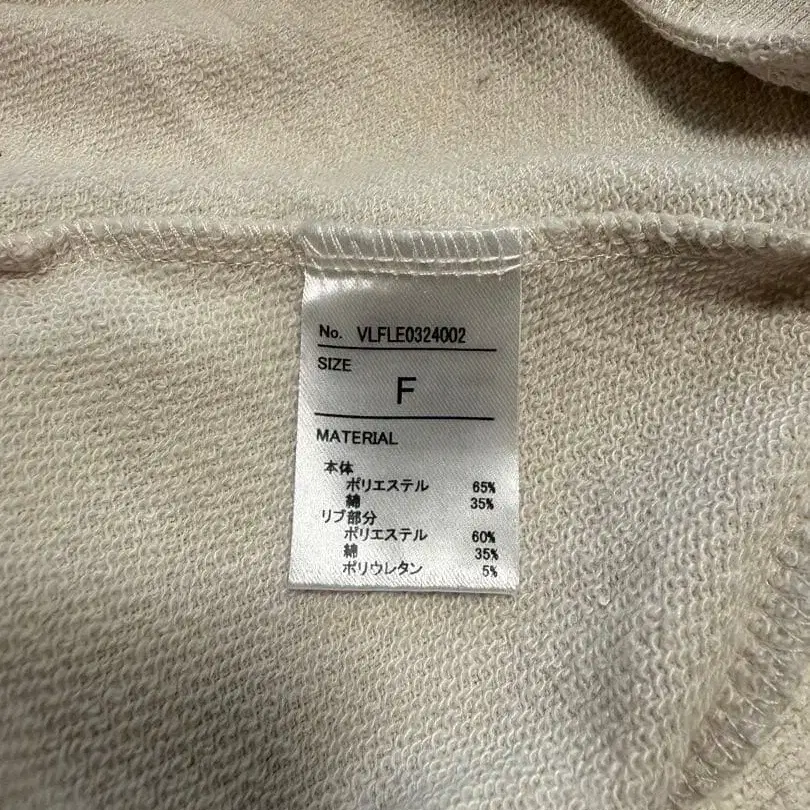 No. VLFLE0324002
SIZE
F
MATERIAL
本体
ポリエステル 65%
綿 35%
リブ部分
ポリエステル 60%
綿 35%
ポリウレタン 5%